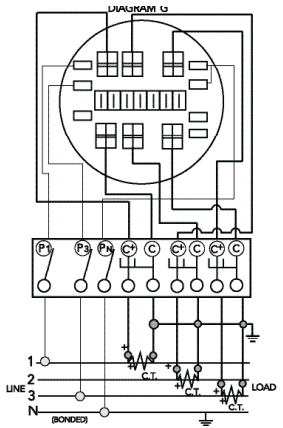 DIAGRAM G
P1 P3 PN C+ C C+ C C+ C
+
1 C.T.
+
2
LINE + LOAD
3 C.T.
N C.T.
(BONDED)